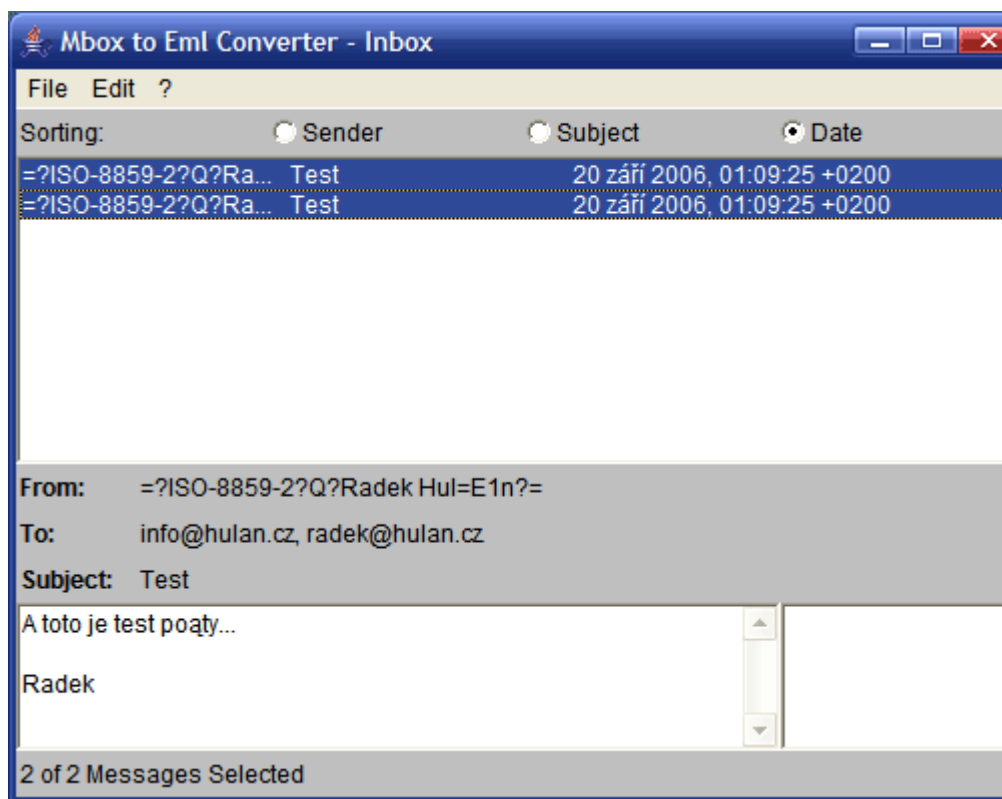 Mbox to Eml Converter - Inbox
File Edit ?
Sorting: Sender Subject Date
=?ISO-8859-2?Q?Ra... Test 20 září 2006, 01:09:25 +0200
=?ISO-8859-2?Q?Ra... Test 20 září 2006, 01:09:25 +0200
From: =?ISO-8859-2?Q?Radek Hul=E1n?=
To: info@hulan.cz, radek@hulan.cz
Subject: Test
A toto je test poąty...
Radek
2 of 2 Messages Selected